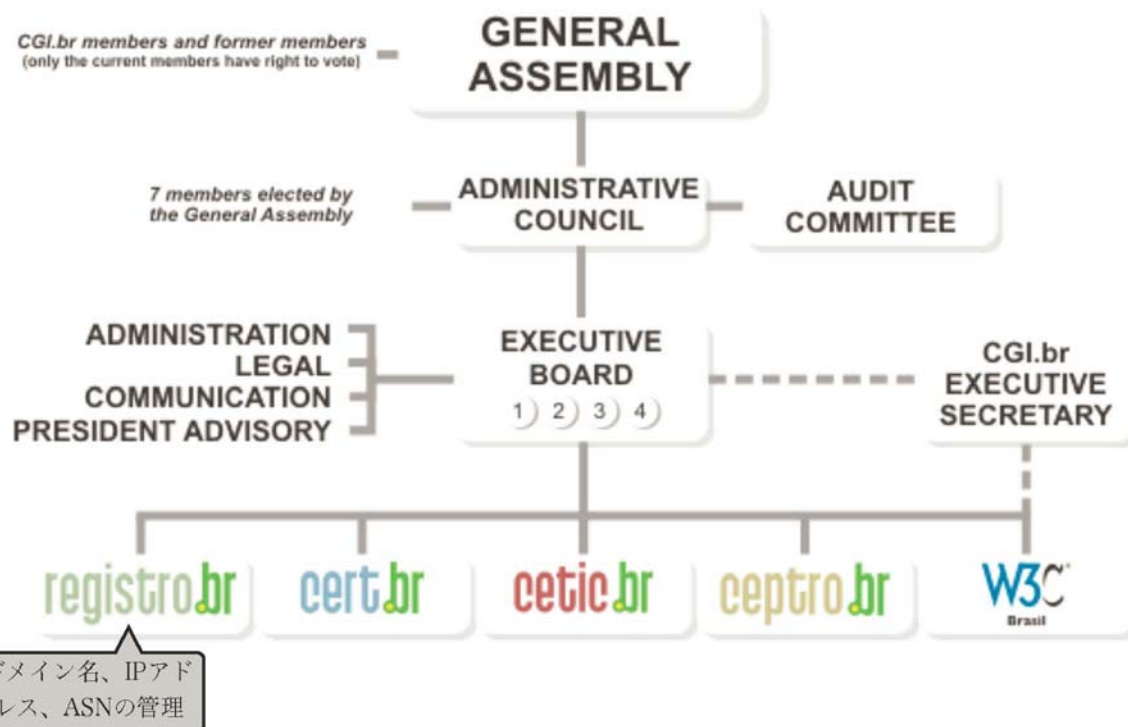 CGI.br members and former members
(only the current members have right to vote)
GENERAL
ASSEMBLY
7 members elected by
the General Assembly
ADMINISTRATIVE
COUNCIL
AUDIT
COMMITTEE
ADMINISTRATION
LEGAL
COMMUNICATION
PRESIDENT ADVISORY
EXECUTIVE
BOARD
1) 2) 3) 4)
CGI.br
EXECUTIVE
SECRETARY
registro.br
cert.br
cetic.br
ceptro.br
W3C
Brasil
ドメイン名、IPアド
レス、ASNの管理